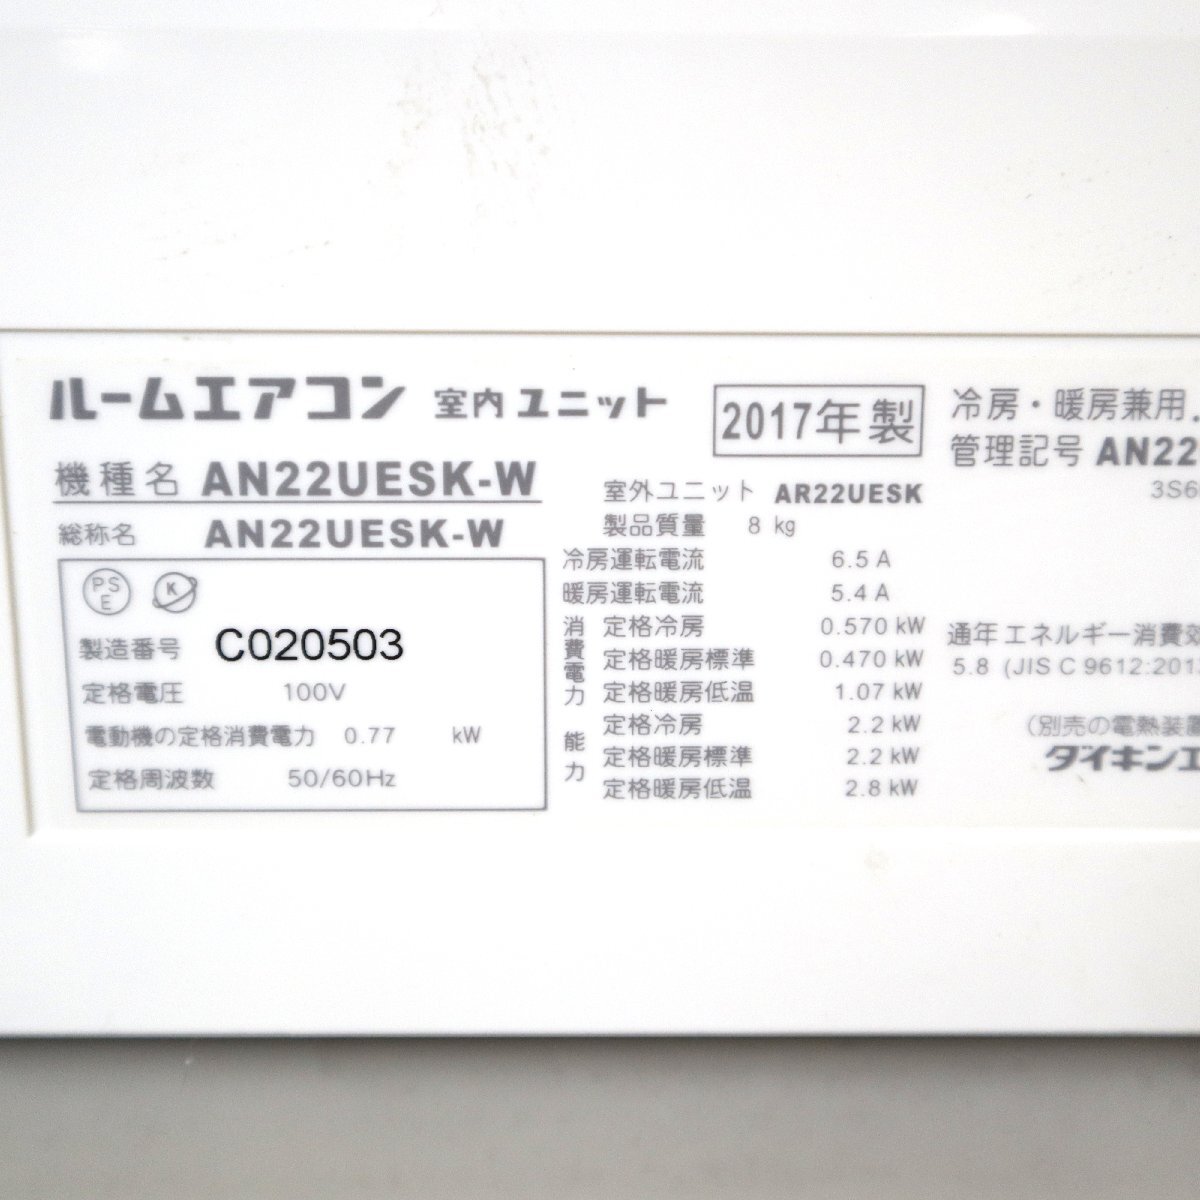 ルームエアコン 室内ユニット
2017年 製
冷房・暖房兼用
機種名 AN22UESK-W
管理記号 AN22
総称名 AN22UESK-W
室外ユニット AR22UESK
3S6
製品質量 8 kg
冷房運転電流 6.5 A
暖房運転電流 5.4 A
消費電力
定格冷房 0.570 kW
定格暖房標準 0.470 kW
定格暖房低温 1.07 kW
能力
定格冷房 2.2 kW
定格暖房標準 2.2 kW
定格暖房低温 2.8 kW
PS
E
K
製造番号 C020503
定格電圧 100V
電動機の定格消費電力 0.77 kW
定格周波数 50/60Hz
通年エネルギー消費効
5.8 (JIS C 9612:2013
(別売の電熱装置
ダイキンエ